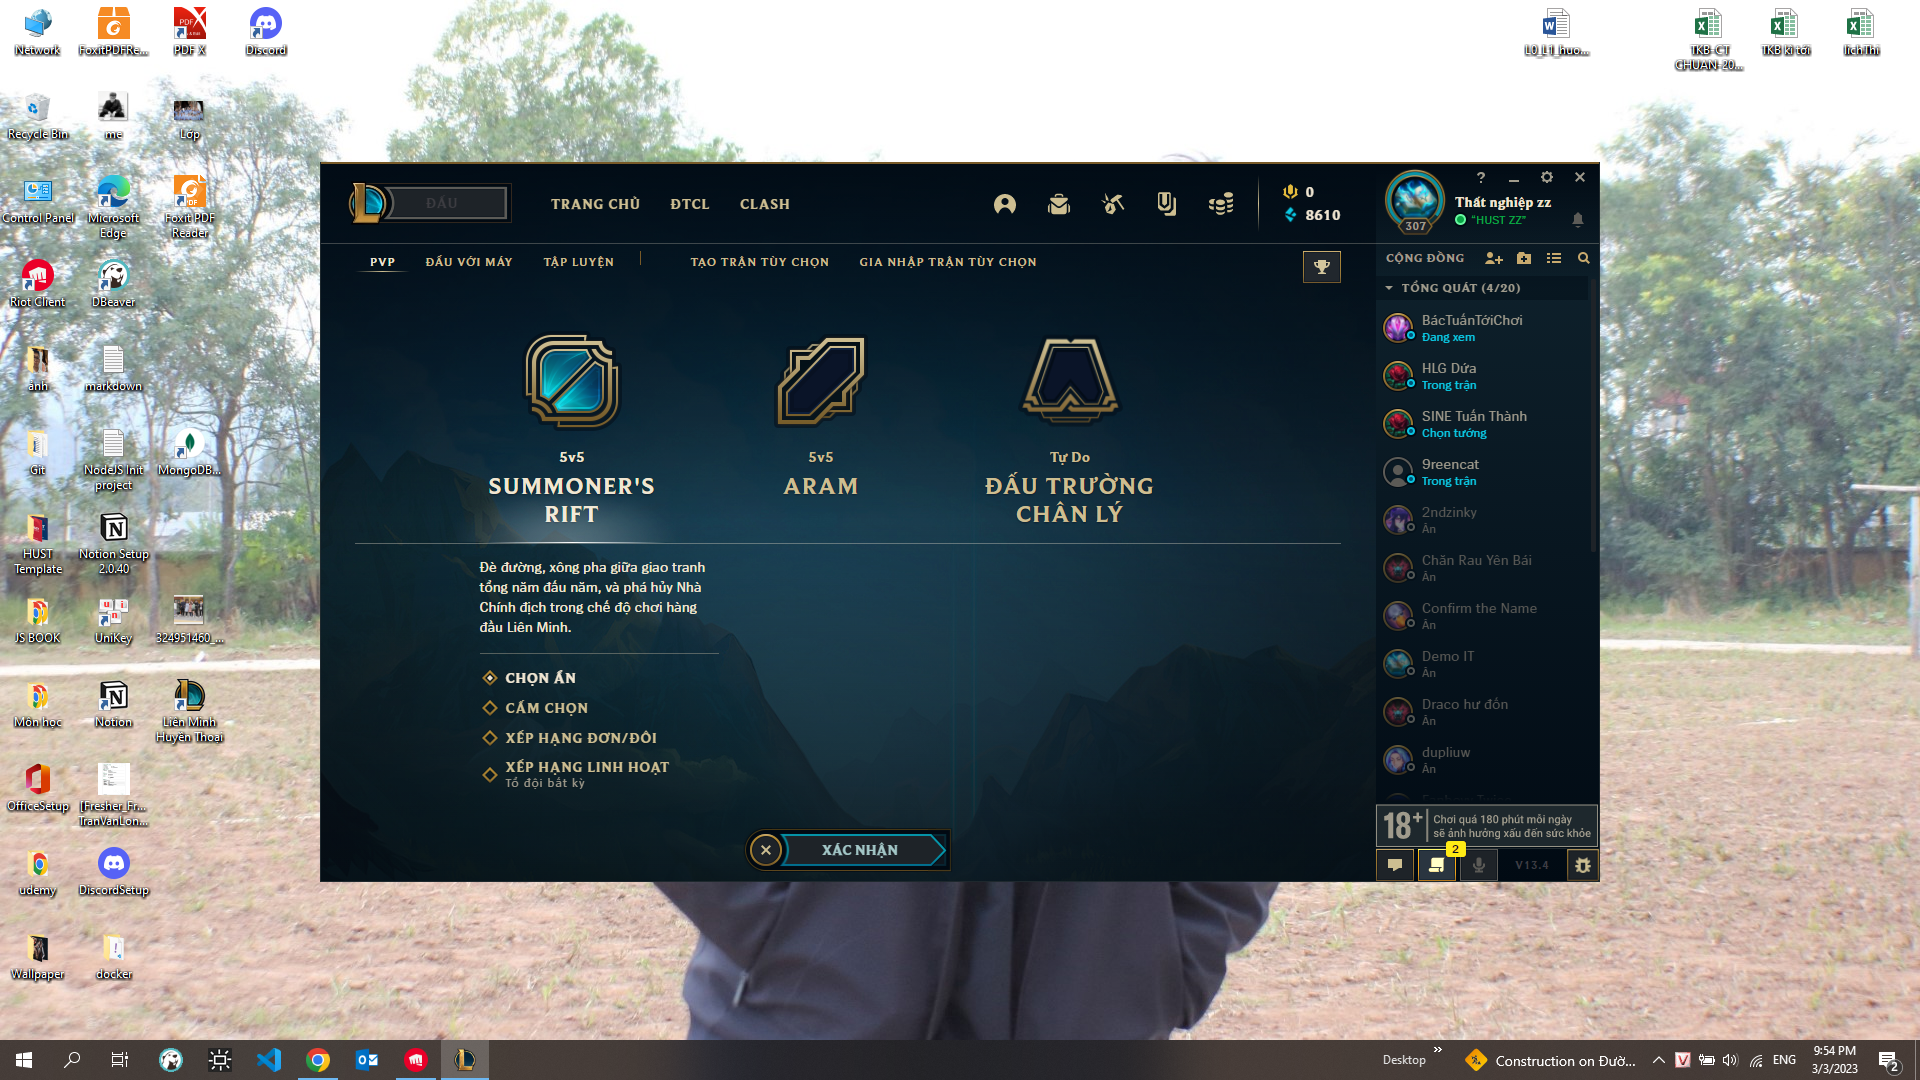 Network
FoxitPDFRe...
PDF X
Discord
L0_L1_huo...
TKB-CT
CHUAN-20...
TKB kì tới
lichThi
Recycle Bin
me
Lớp
Control Panel
Microsoft
Edge
Foxit PDF
Reader
Riot Client
DBeaver
anh
markdown
Git
NodeJS Init
project
MongoDB...
HUST
Template
Notion Setup
2.0.40
JS BOOK
UniKey
324951460_...
Môn học
Notion
Liên Minh
Huyền Thoại
OfficeSetup
[Fresher_Fr...
TranVanLon...
udemy
DiscordSetup
Wallpaper
docker
ĐẤU
TRANG CHỦ
ĐTCL
CLASH
0
8610
307
Thất nghiệp zz
“HUST ZZ”
PVP
ĐẤU VỚI MÁY
TẬP LUYỆN
TẠO TRẬN TÙY CHỌN
GIA NHẬP TRẬN TÙY CHỌN
5v5
SUMMONER'S
RIFT
5v5
ARAM
Tự Do
ĐẤU TRƯỜNG
CHÂN LÝ
Đè đường, xông pha giữa giao tranh
tổng năm đấu năm, và phá hủy Nhà
Chính địch trong chế độ chơi hàng
đầu Liên Minh.
CHỌN ẨN
CẤM CHỌN
XẾP HẠNG ĐƠN/ĐÔI
XẾP HẠNG LINH HOẠT
Tổ đội bất kỳ
XÁC NHẬN
CỘNG ĐỒNG
TỔNG QUÁT (4/20)
BácTuấnTớiChơi
Đang xem
HLG Dứa
Trong trận
SINE Tuấn Thành
Chọn tướng
9reencat
Trong trận
2ndzinky
Ẩn
Chăn Rau Yên Bái
Ẩn
Confirm the Name
Ẩn
Demo IT
Ẩn
Draco hư đốn
Ẩn
dupliuw
Ẩn
18+
Chơi quá 180 phút mỗi ngày
sẽ ảnh hưởng xấu đến sức khỏe
2
V13.4
Desktop
Construction on Đườ...
ENG
9:54 PM
3/3/2023
2